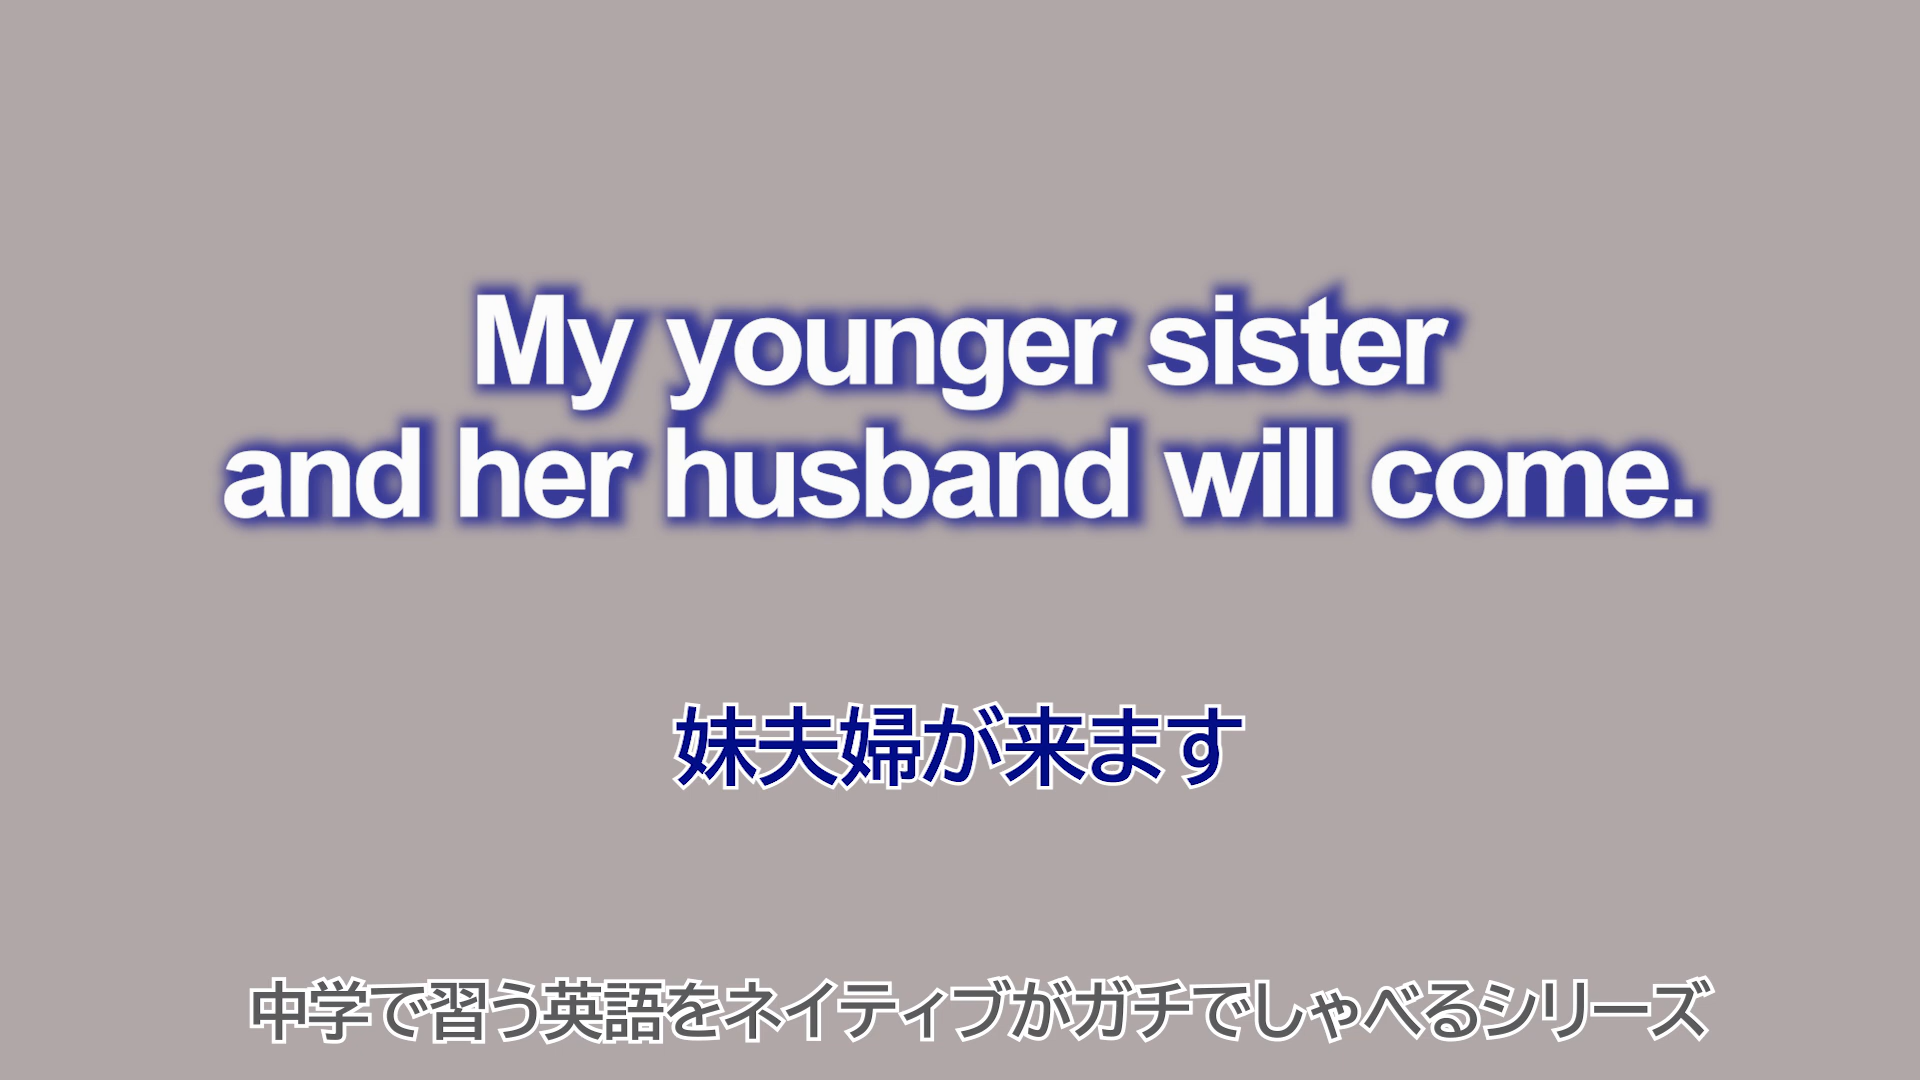 My younger sister
and her husband will come.
妹夫婦が来ます
中学で習う英語をネイティブがガチでしゃべるシリーズ